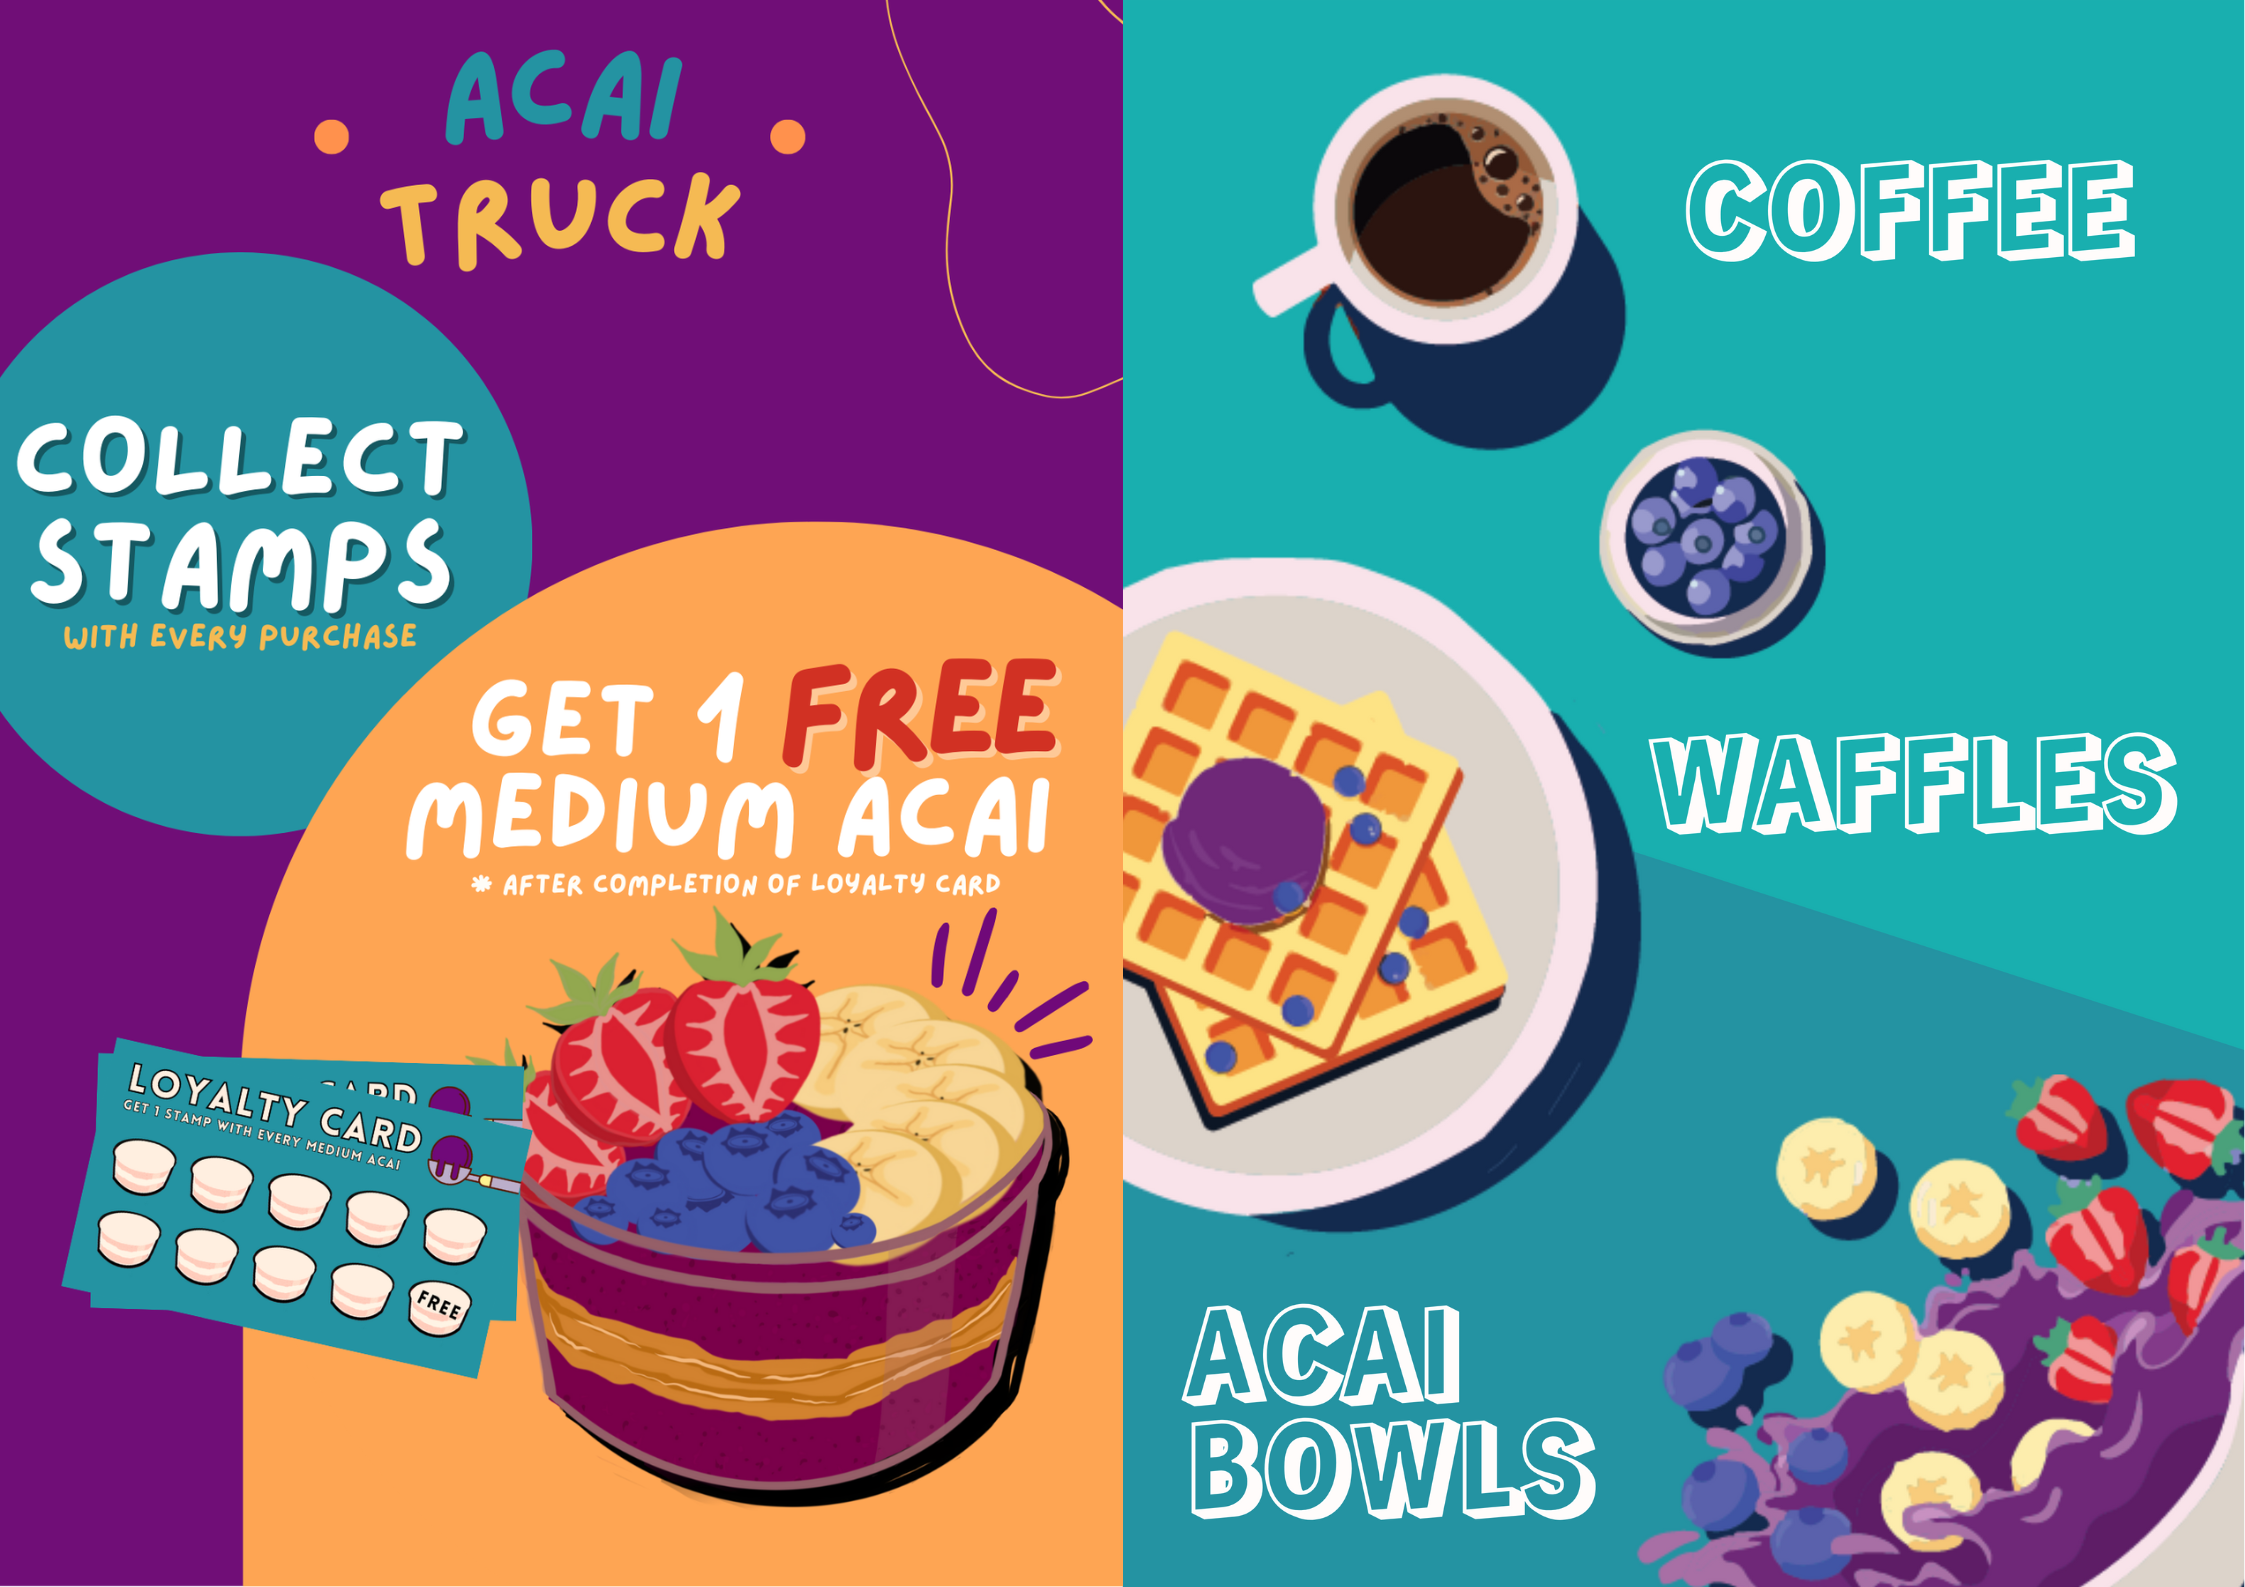 ACAI
TRUCK
COLLECT
STAMPS
WITH EVERY PURCHASE
GET 1 FREE
MEDIUM ACAI
* AFTER COMPLETION OF LOYALTY CARD
CARD
LOYALTY CARD
GET 1 STAMP WITH EVERY MEDIUM ACAI
FREE
COFFEE
WAFFLES
ACAI
BOWLS